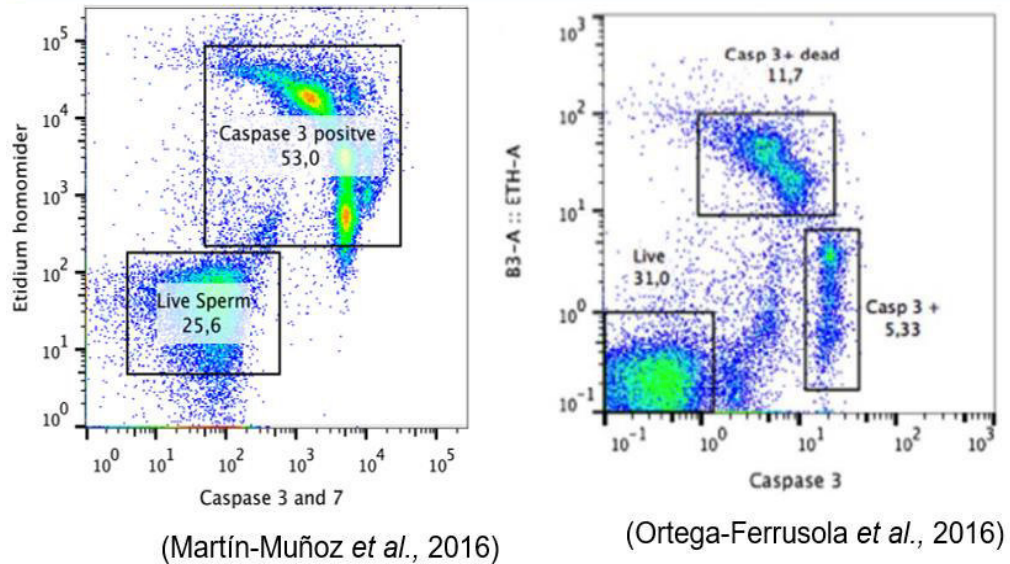 10^5
10^4
10^3
10^2
10^1
10^0
Etidium homomider
Caspase 3 positve
53,0
Live Sperm
25,6
10^0 10^1 10^2 10^3 10^4 10^5
Caspase 3 and 7
(Martín-Muñoz et al., 2016)
10^3
10^2
10^1
10^0
10^-1
B3-A :: ETH-A
Casp 3+ dead
11,7
Live
31,0
Casp 3 +
5,33
10^-1 10^0 10^1 10^2 10^3
Caspase 3
(Ortega-Ferrusola et al., 2016)